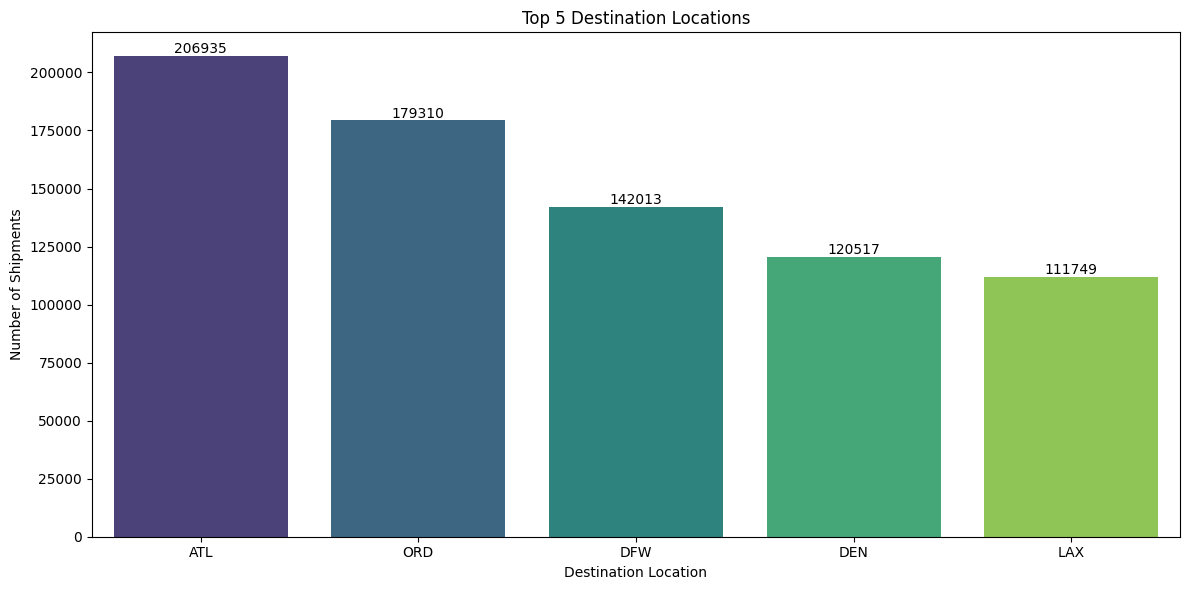 Top 5 Destination Locations
Number of Shipments
200000
175000
150000
125000
100000
75000
50000
25000
0
206935
179310
142013
120517
111749
ATL
ORD
DFW
DEN
LAX
Destination Location